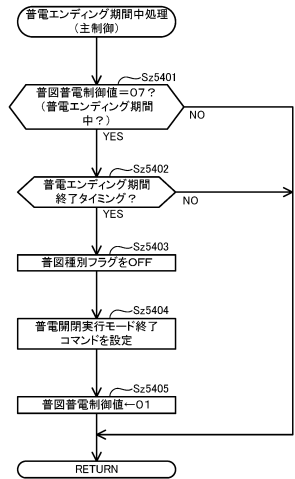 普電エンディング期間中処理
(主制御)
Sz5401
普図普電制御値=07?
(普電エンディング期間
中?)
NO
YES
Sz5402
普電エンディング期間
終了タイミング?
NO
YES
Sz5403
普図種別フラグをOFF
Sz5404
普電開閉実行モード終了
コマンドを設定
Sz5405
普図普電制御値←01
RETURN